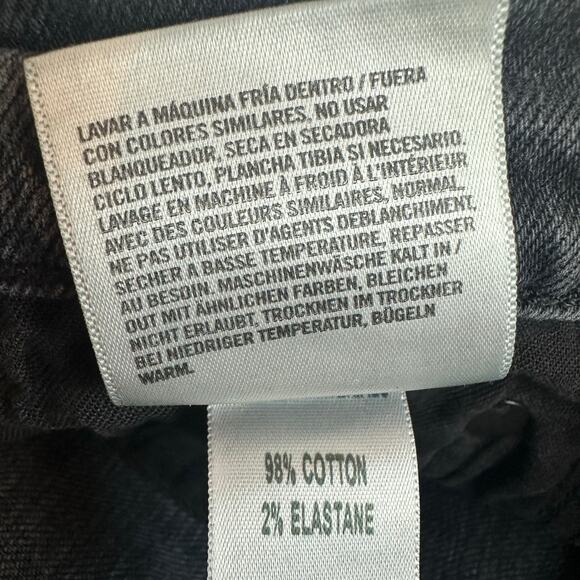 LAVAR A MÁQUINA FRÍA DENTRO / FUERA
CON COLORES SIMILARES, NO USAR
BLANQUEADOR, SECA EN SECADORA
CICLO LENTO, PLANCHA TIBIA SI NECESARIO.
LAVAGE EN MACHINE À FROID À L'INTÉRIEUR
AVEC DES COULEURS SIMILAIRES, NORMAL,
NE PAS UTILISER D'AGENTS DEBLANCHIMENT,
SECHER A BASSE TEMPERATURE, REPASSER
AU BESOIN. MASCHINENWÄSCHE KALT IN /
OUT MIT ÄHNLICHEN FARBEN, BLEICHEN
NICHT ERLAUBT, TROCKNEN IM TROCKNER
BEI NIEDRIGER TEMPERATUR, BÜGELN
WARM.
98% COTTON
2% ELASTANE